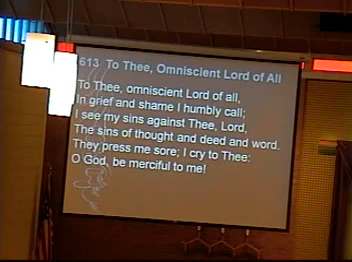 613 To Thee, Omniscient Lord of All
To Thee, omniscient Lord of all,
In grief and shame I humbly call;
I see my sins against Thee, Lord,
The sins of thought and deed and word.
They press me sore; I cry to Thee:
O God, be merciful to me!